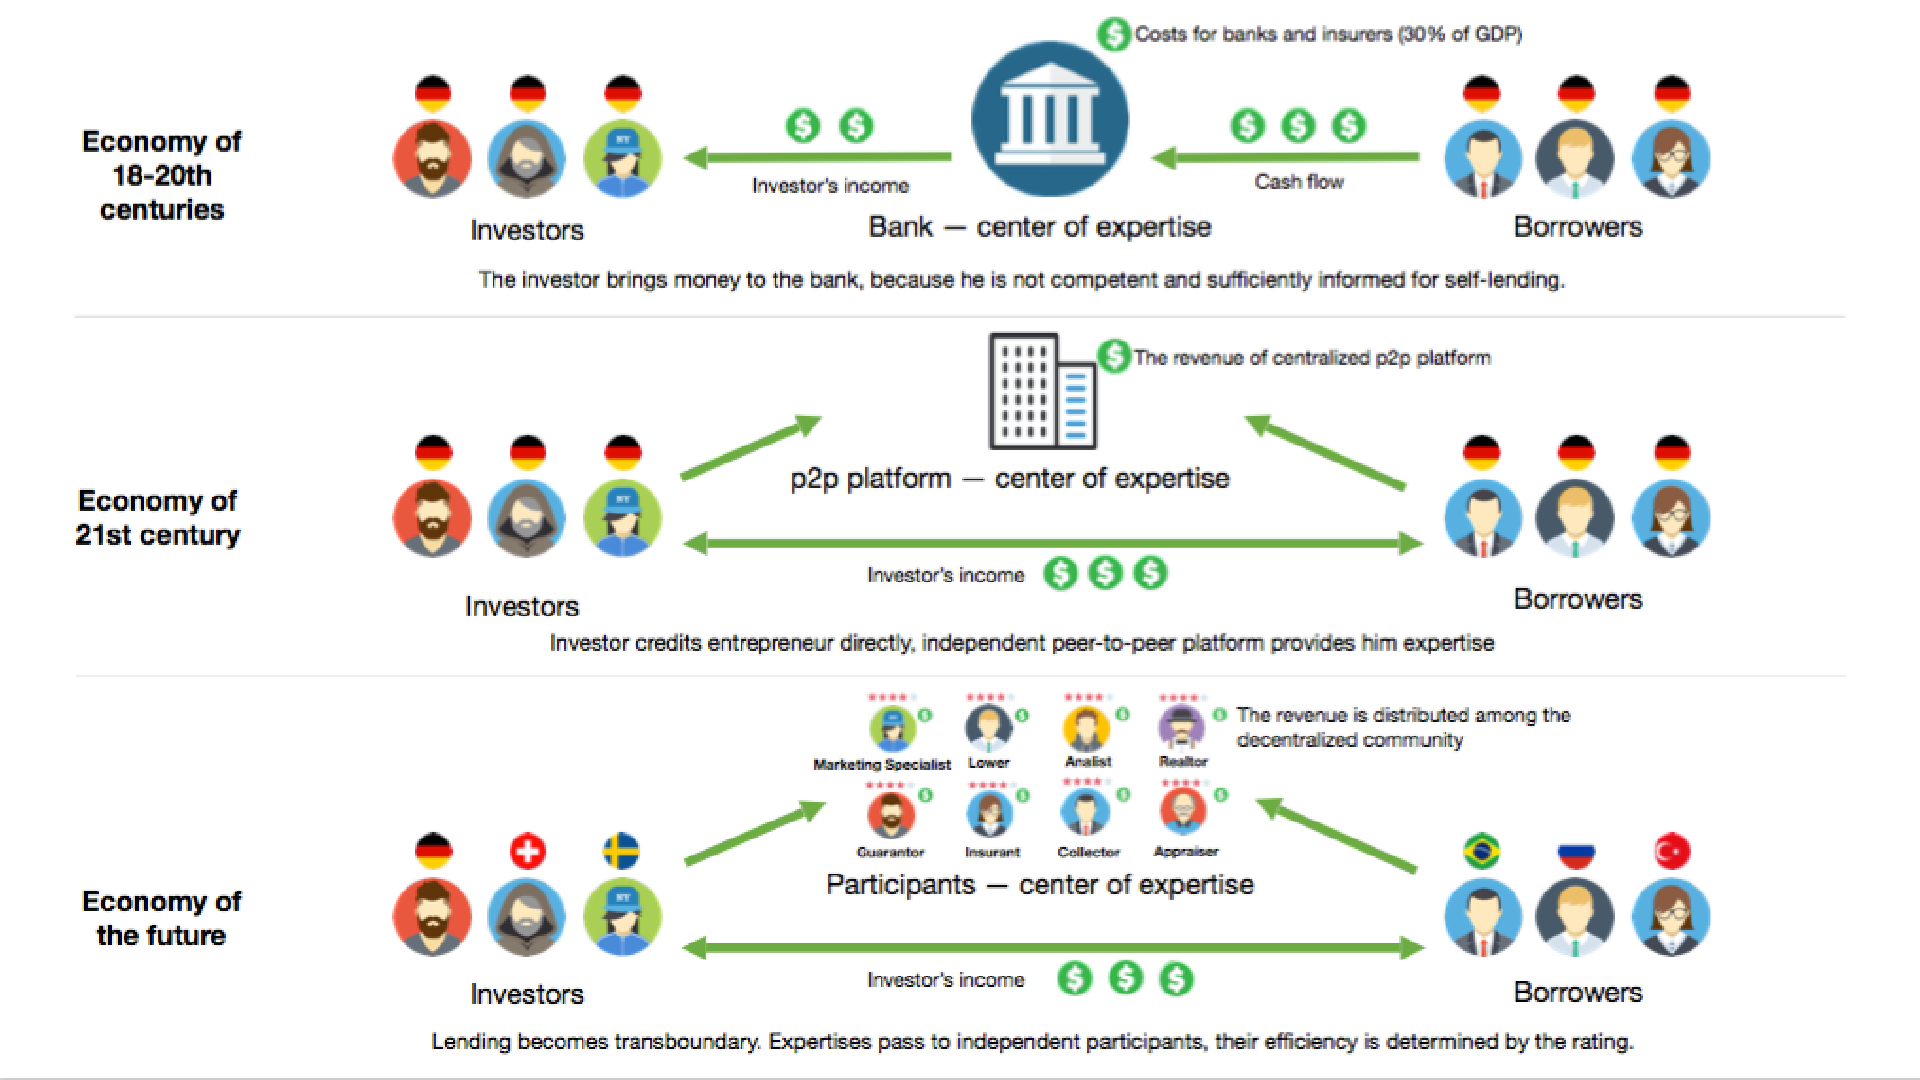 Costs for banks and insurers (30% of GDP)
Economy of
18-20th
centuries
Investor's income
Cash flow
NY
Investors
Bank — center of expertise
Borrowers
The investor brings money to the bank, because he is not competent and sufficiently informed for self-lending.
The revenue of centralized p2p platform
p2p platform — center of expertise
Economy of
21st century
NY
Investor's income
Investors
Borrowers
Investor credits entrepreneur directly, independent peer-to-peer platform provides him expertise
The revenue is distributed among the
decentralized community
Marketing Specialist Lower Analist Realtor
Guarantor Insurant Collector Appraiser
Participants — center of expertise
Economy of
the future
NY
Investor's income
Investors
Borrowers
Lending becomes transboundary. Expertises pass to independent participants, their efficiency is determined by the rating.